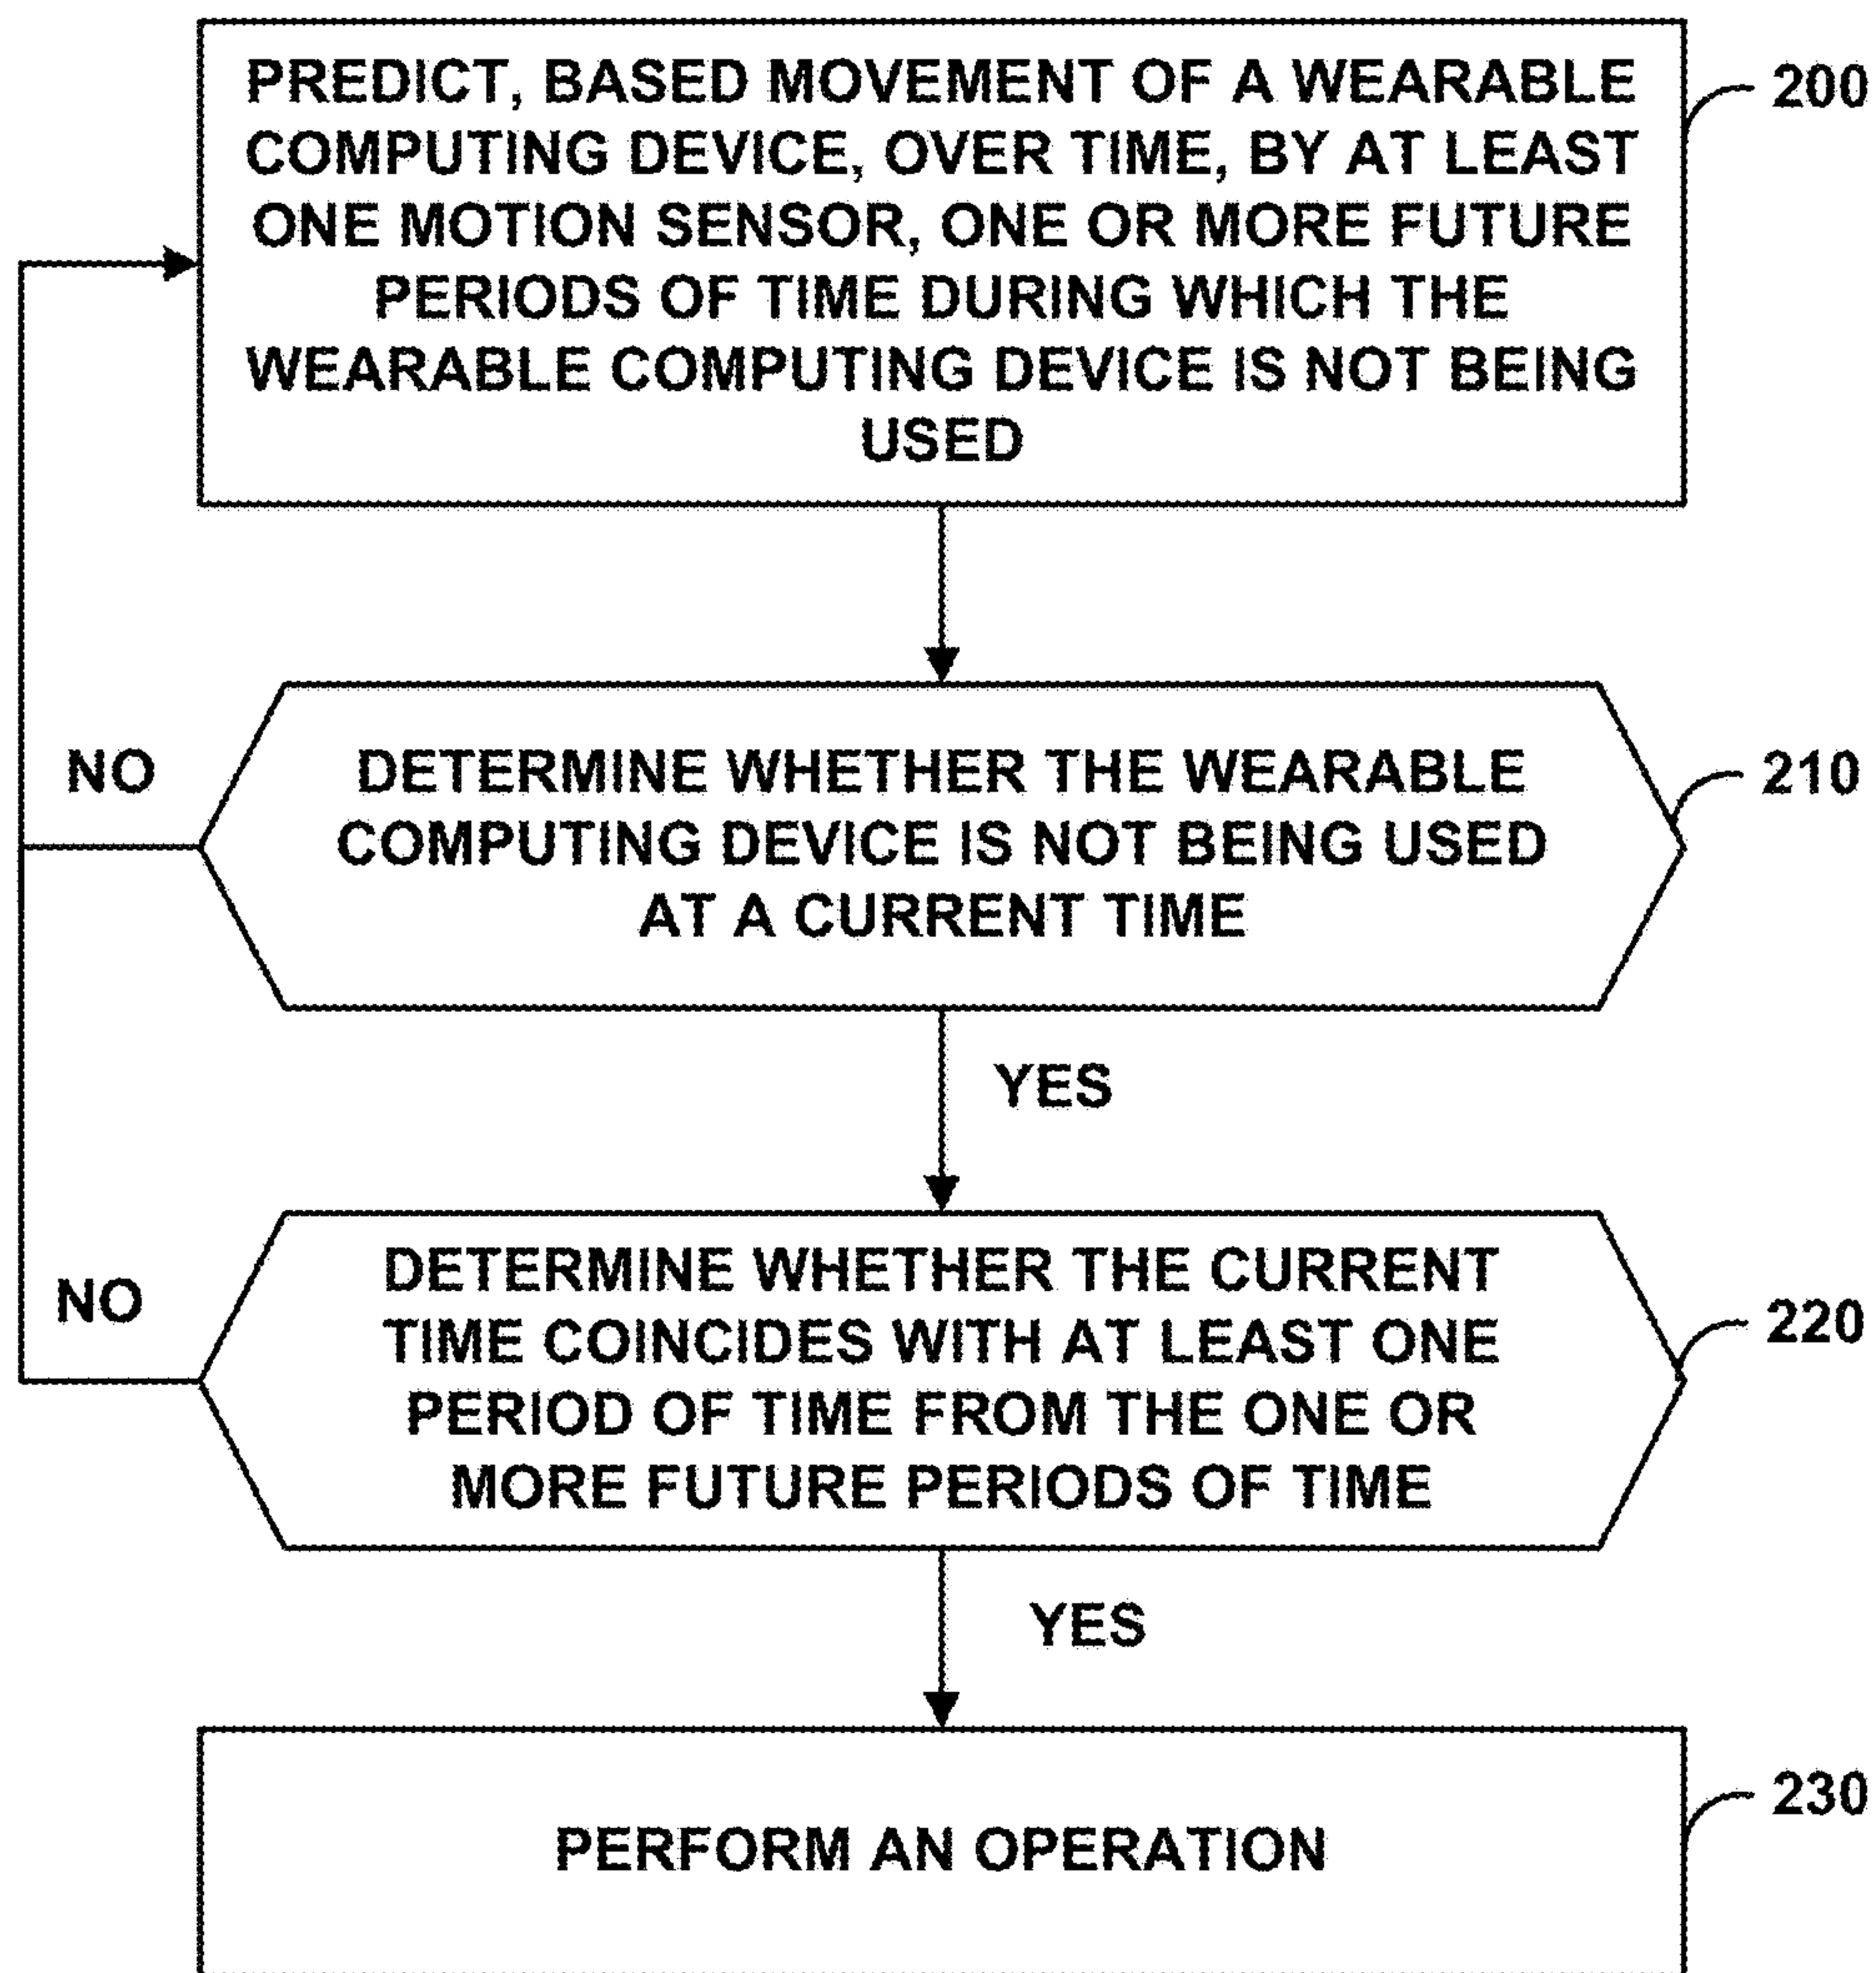 PREDICT, BASED MOVEMENT OF A WEARABLE
COMPUTING DEVICE, OVER TIME, BY AT LEAST
ONE MOTION SENSOR, ONE OR MORE FUTURE
PERIODS OF TIME DURING WHICH THE
WEARABLE COMPUTING DEVICE IS NOT BEING
USED
200
NO
DETERMINE WHETHER THE WEARABLE
COMPUTING DEVICE IS NOT BEING USED
AT A CURRENT TIME
210
YES
NO
DETERMINE WHETHER THE CURRENT
TIME COINCIDES WITH AT LEAST ONE
PERIOD OF TIME FROM THE ONE OR
MORE FUTURE PERIODS OF TIME
220
YES
PERFORM AN OPERATION
230